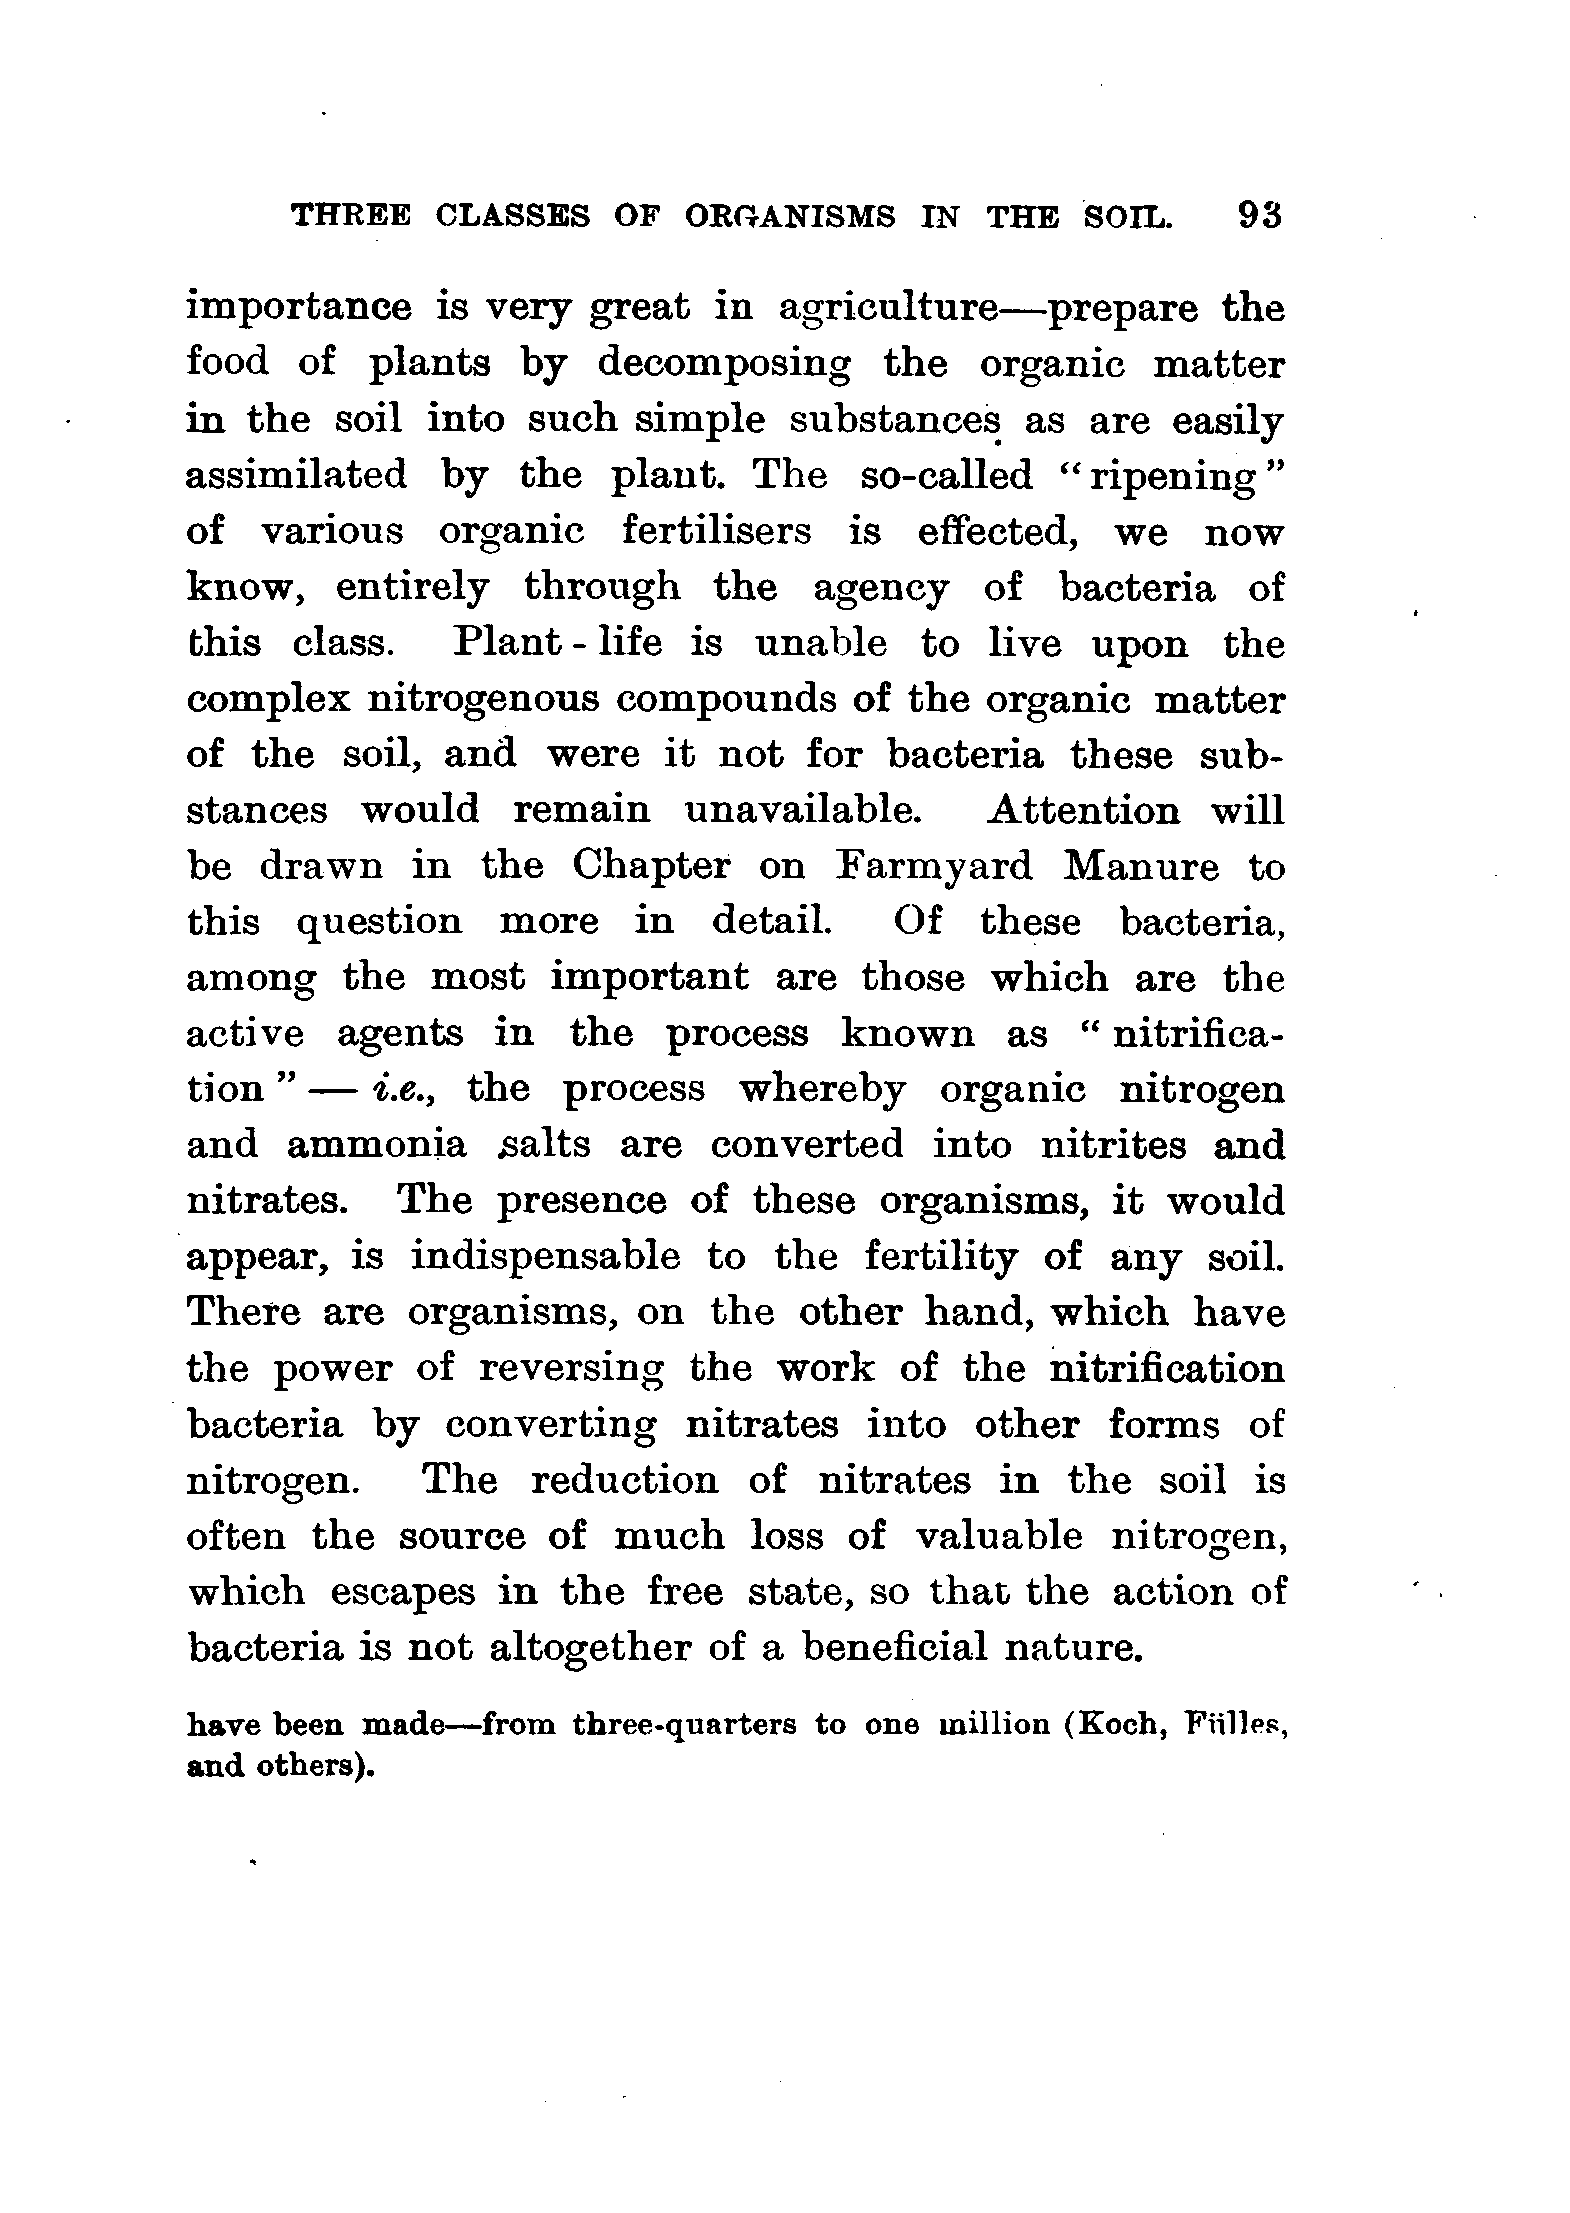 THREE CLASSES OF ORGANISMS IN THE SOIL. 93
importance is very great in agriculture—prepare the
food of plants by decomposing the organic matter
in the soil into such simple substances as are easily
assimilated by the plant. The so-called "ripening"
of various organic fertilisers is effected, we now
know, entirely through the agency of bacteria of
this class. Plant-life is unable to live upon the
complex nitrogenous compounds of the organic matter
of the soil, and were it not for bacteria these sub-
stances would remain unavailable. Attention will
be drawn in the Chapter on Farmyard Manure to
this question more in detail. Of these bacteria,
among the most important are those which are the
active agents in the process known as "nitrifica-
tion"—i.e., the process whereby organic nitrogen
and ammonia salts are converted into nitrites and
nitrates. The presence of these organisms, it would
appear, is indispensable to the fertility of any soil.
There are organisms, on the other hand, which have
the power of reversing the work of the nitrification
bacteria by converting nitrates into other forms of
nitrogen. The reduction of nitrates in the soil is
often the source of much loss of valuable nitrogen,
which escapes in the free state, so that the action of
bacteria is not altogether of a beneficial nature.
have been made—from three-quarters to one million (Koch, Fülles,
and others).